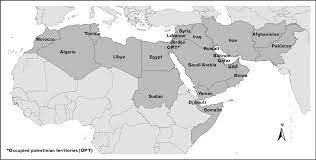 Morocco
Algeria
Tunisia
Libya
Egypt
Sudan
Syria
Lebanon
Jordan
OPT*
Iraq
Kuwait
Iran
Afghanistan
Pakistan
Bahrain
Qatar
UAE
Saudi Arabia
Oman
Yemen
Djibouti
Somalia
*Occupied palestinian territories (OPT)